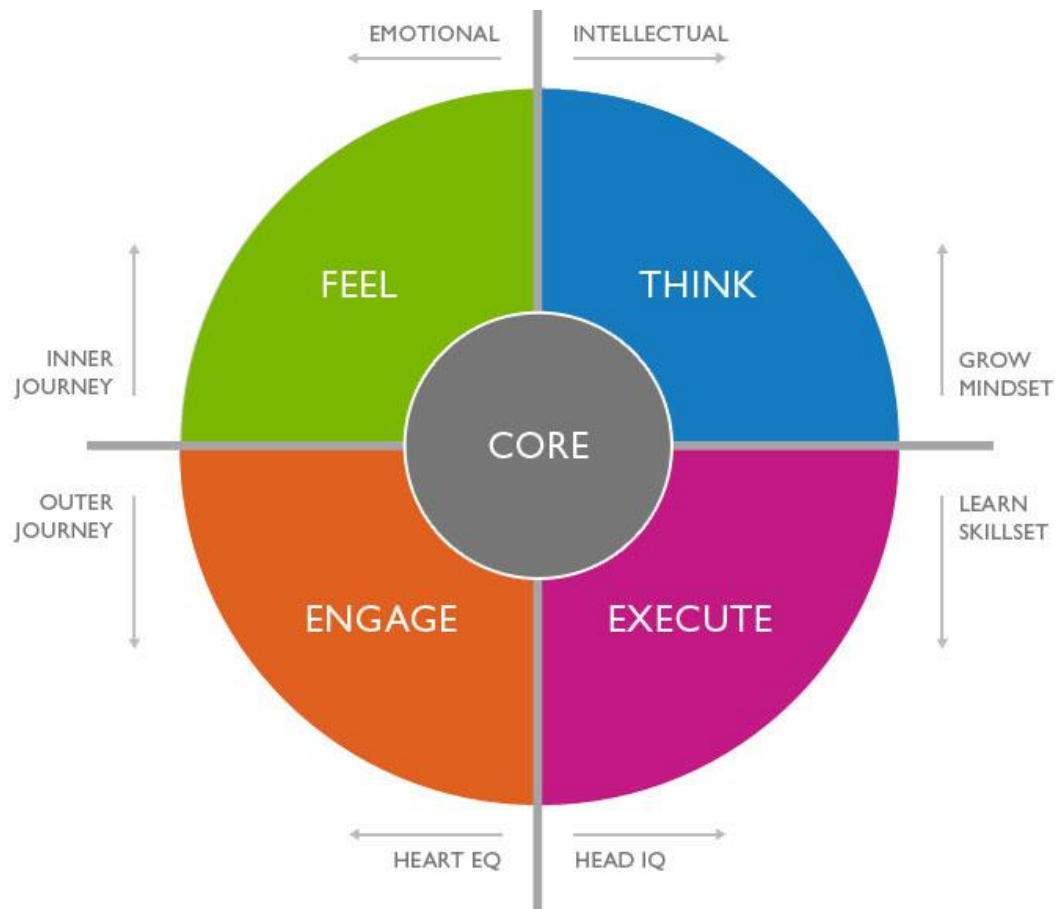 EMOTIONAL
INTELLECTUAL
FEEL
THINK
INNER
JOURNEY
GROW
MINDSET
CORE
OUTER
JOURNEY
LEARN
SKILLSET
ENGAGE
EXECUTE
HEART EQ
HEAD IQ